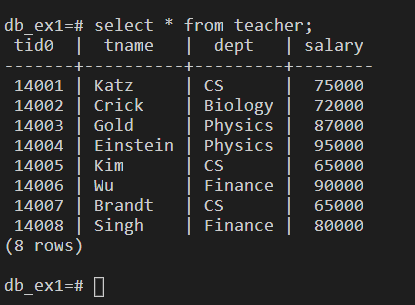 db_ex1=# select * from teacher;
 tid0  |  tname   |  dept   | salary
-------+----------+---------+--------
 14001 | Katz     | CS      |  75000
 14002 | Crick    | Biology |  72000
 14003 | Gold     | Physics |  87000
 14004 | Einstein | Physics |  95000
 14005 | Kim      | CS      |  65000
 14006 | Wu       | Finance |  90000
 14007 | Brandt   | CS      |  65000
 14008 | Singh    | Finance |  80000
(8 rows)
db_ex1=#